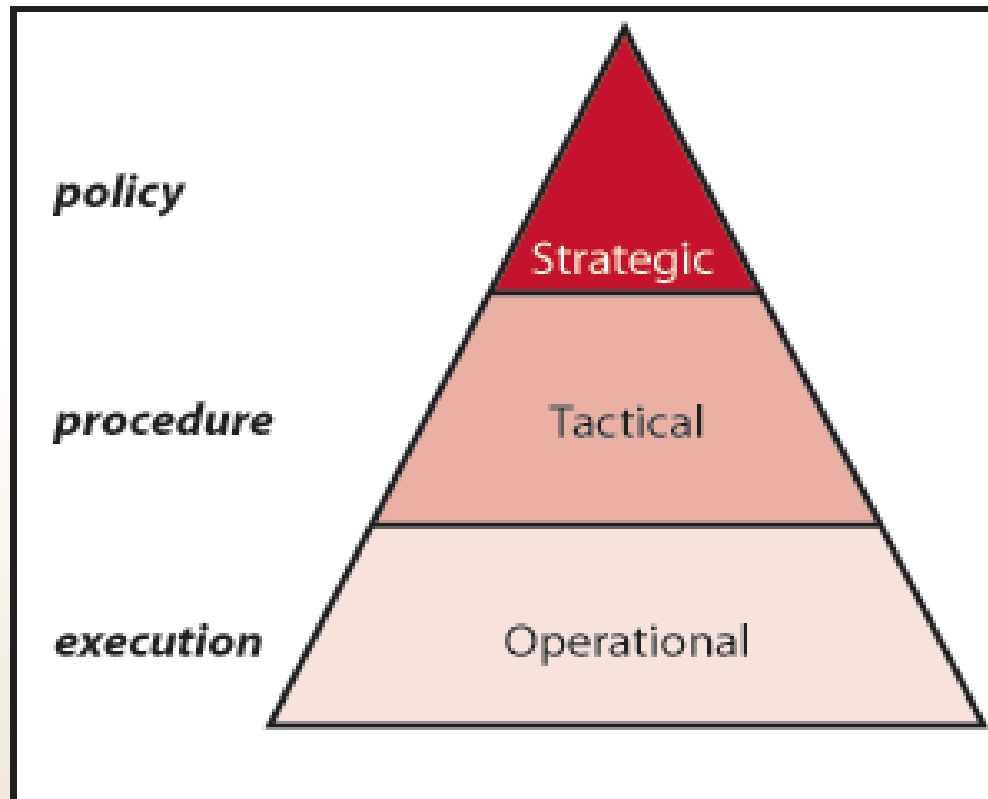 policy
Strategic
procedure
Tactical
execution
Operational